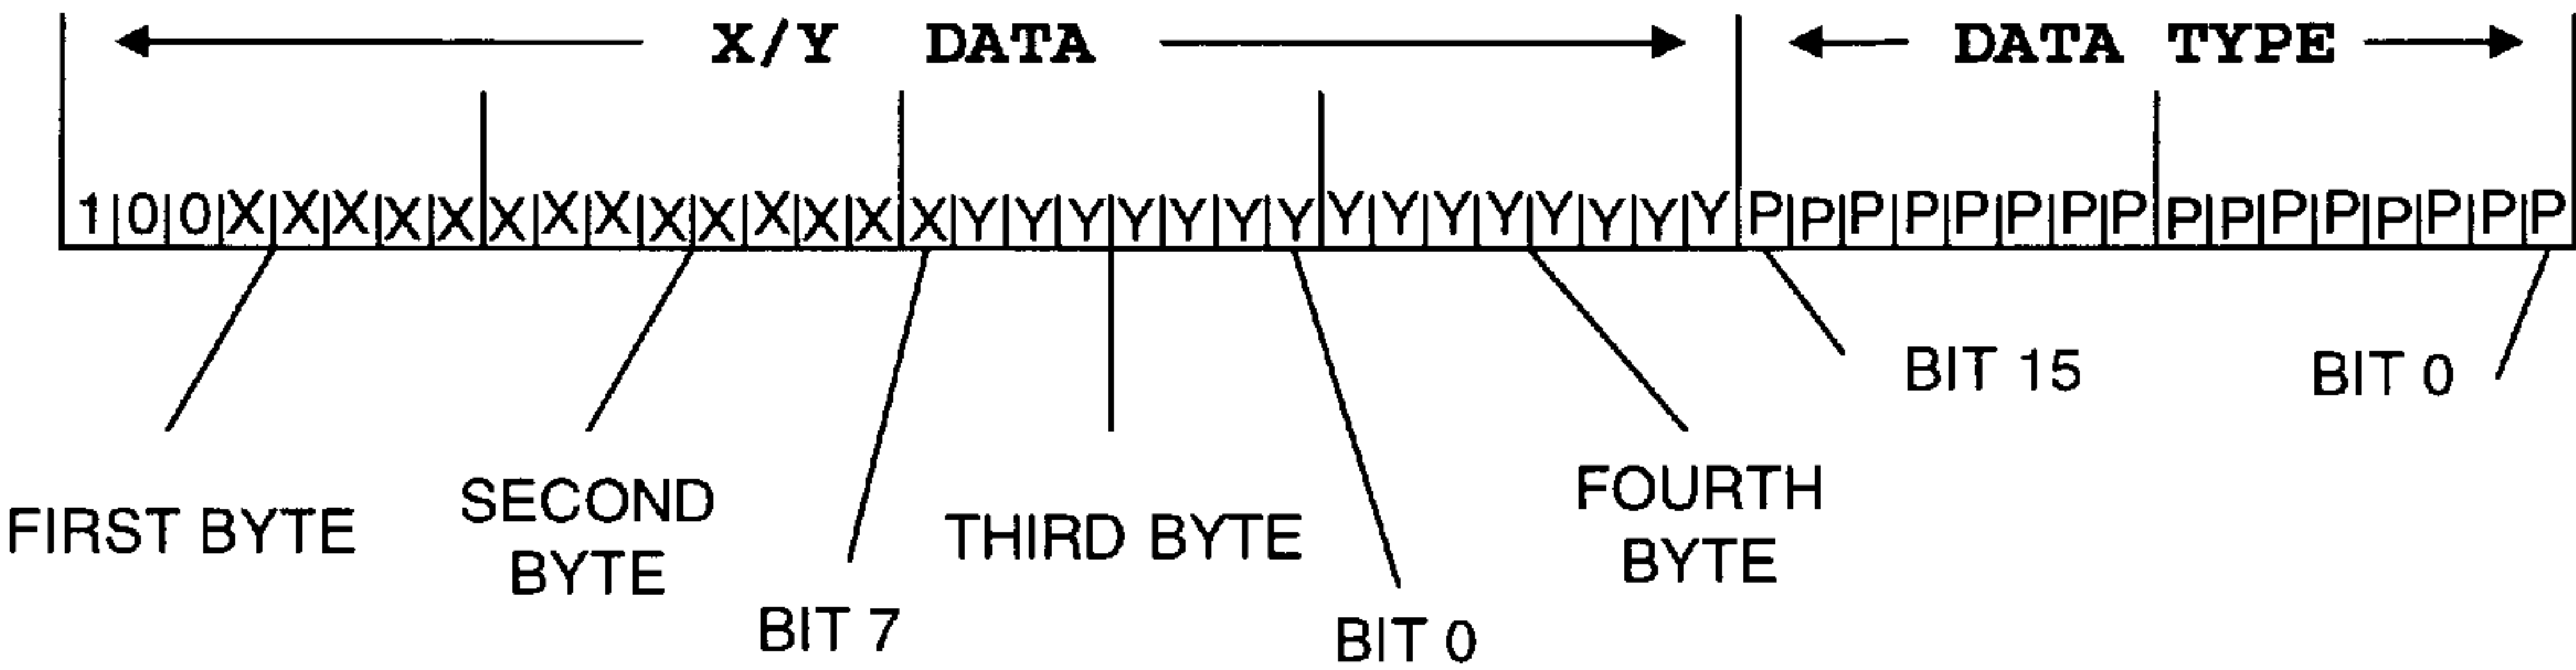 X/Y DATA DATA TYPE
1 0 0 X X X X X X X X X X X X X X Y Y Y Y Y Y Y Y Y Y Y Y Y Y Y P P P P P P P P P P P P P P P P
BIT 15 BIT 0
FIRST BYTE SECOND BYTE THIRD BYTE FOURTH BYTE
BIT 7 BIT 0